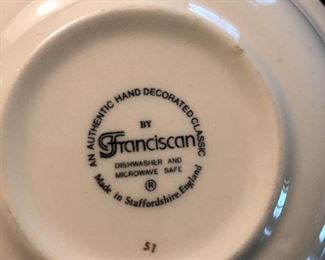 AN AUTHENTIC HAND DECORATED CLASSIC
BY
Franciscan
DISHWASHER AND
MICROWAVE SAFE
®
Made in Staffordshire, England
51